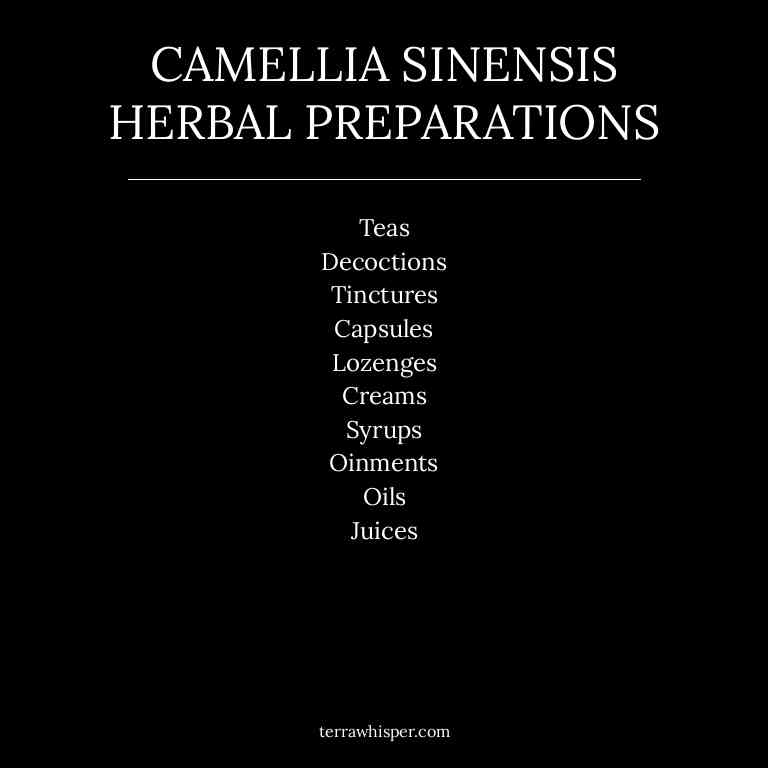 CAMELLIA SINENSIS
HERBAL PREPARATIONS
Teas
Decoctions
Tinctures
Capsules
Lozenges
Creams
Syrups
Oinments
Oils
Juices
terrawhisper.com